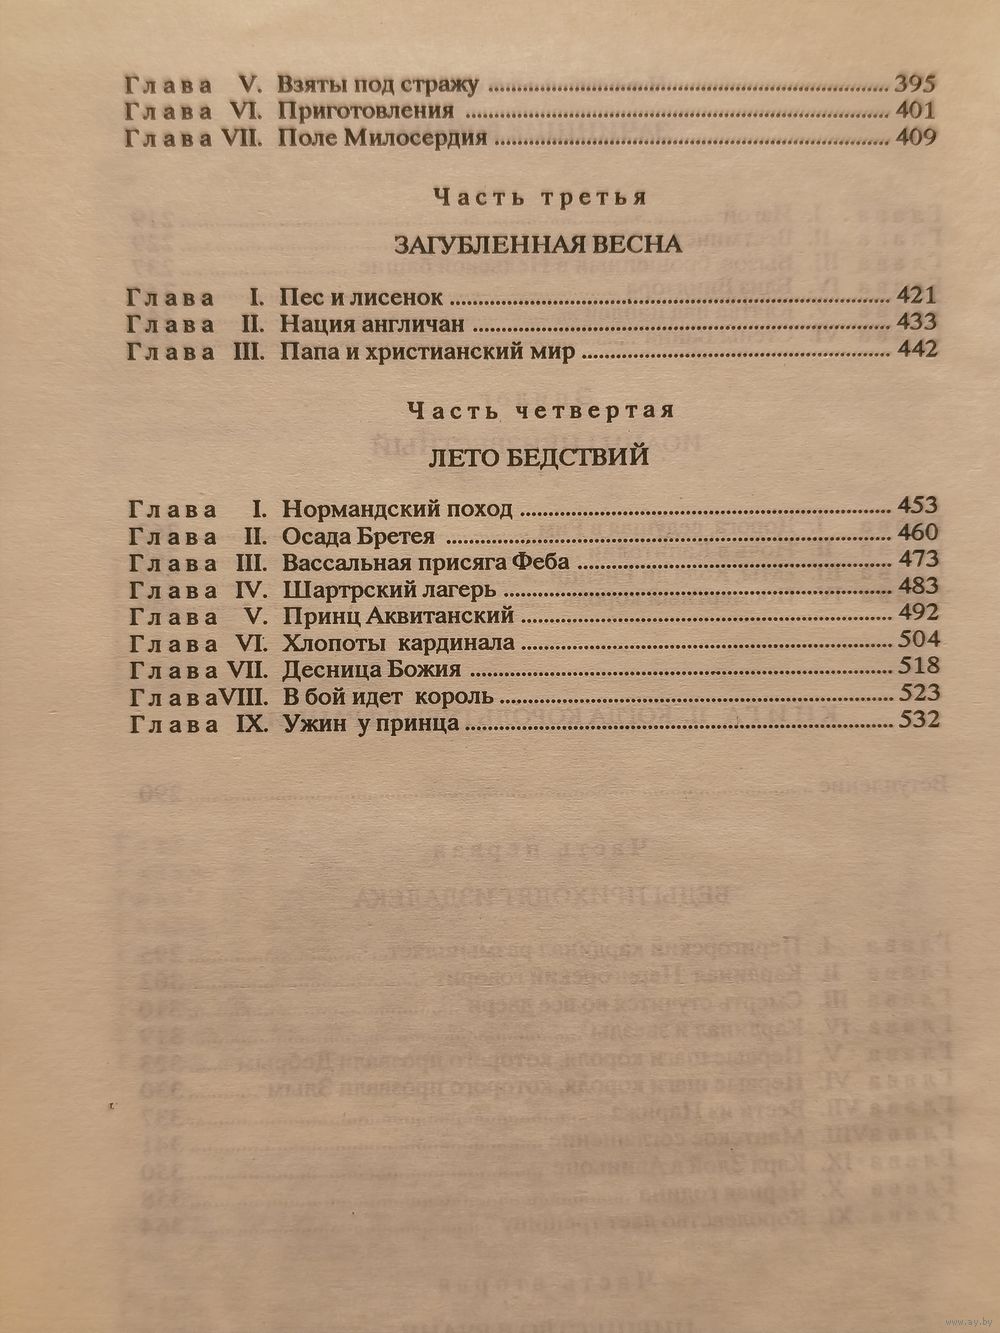 Глава V. Взяты под стражу 395
Глава VI. Приготовления 401
Глава VII. Поле Милосердия 409
Часть третья
ЗАГУБЛЕННАЯ ВЕСНА
Глава I. Пес и лисенок 421
Глава II. Нация англичан 433
Глава III. Папа и христианский мир 442
Часть четвертая
ЛЕТО БЕДСТВИЙ
Глава I. Нормандский поход 453
Глава II. Осада Бретея 460
Глава III. Вассальная присяга Феба 473
Глава IV. Шартрский лагерь 483
Глава V. Принц Аквитанский 492
Глава VI. Хлопоты кардинала 504
Глава VII. Десница Божия 518
Глава VIII. В бой идет король 523
Глава IX. Ужин у принца 532
www.ay.by